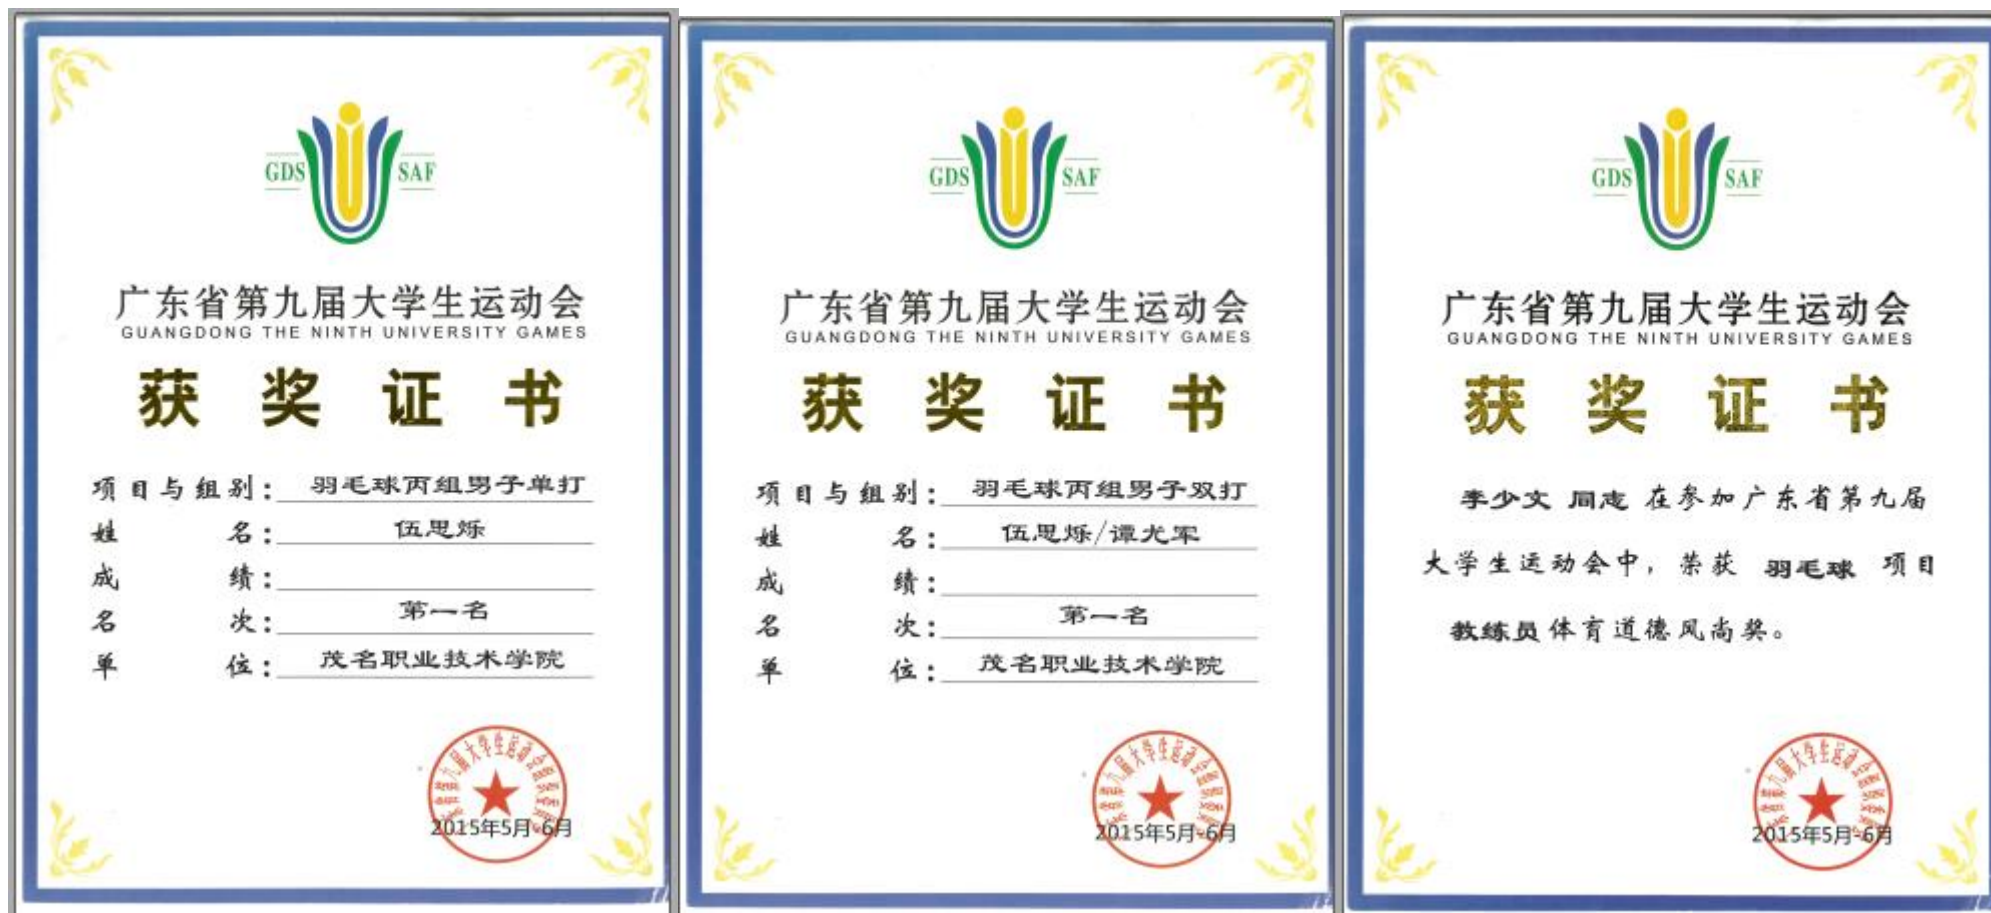 GDS SAF
广东省第九届大学生运动会
GUANGDONG THE NINTH UNIVERSITY GAMES
获奖证书
项目与组别：羽毛球丙组男子单打
姓名：伍思烁
成绩：
名次：第一名
单位：茂名职业技术学院
2015年5月-6月
GDS SAF
广东省第九届大学生运动会
GUANGDONG THE NINTH UNIVERSITY GAMES
获奖证书
项目与组别：羽毛球丙组男子双打
姓名：伍思烁/谭光军
成绩：
名次：第一名
单位：茂名职业技术学院
2015年5月-6月
GDS SAF
广东省第九届大学生运动会
GUANGDONG THE NINTH UNIVERSITY GAMES
获奖证书
李少文 同志 在参加广东省第九届
大学生运动会中，荣获 羽毛球 项目
教练员体育道德风尚奖。
2015年5月-6月